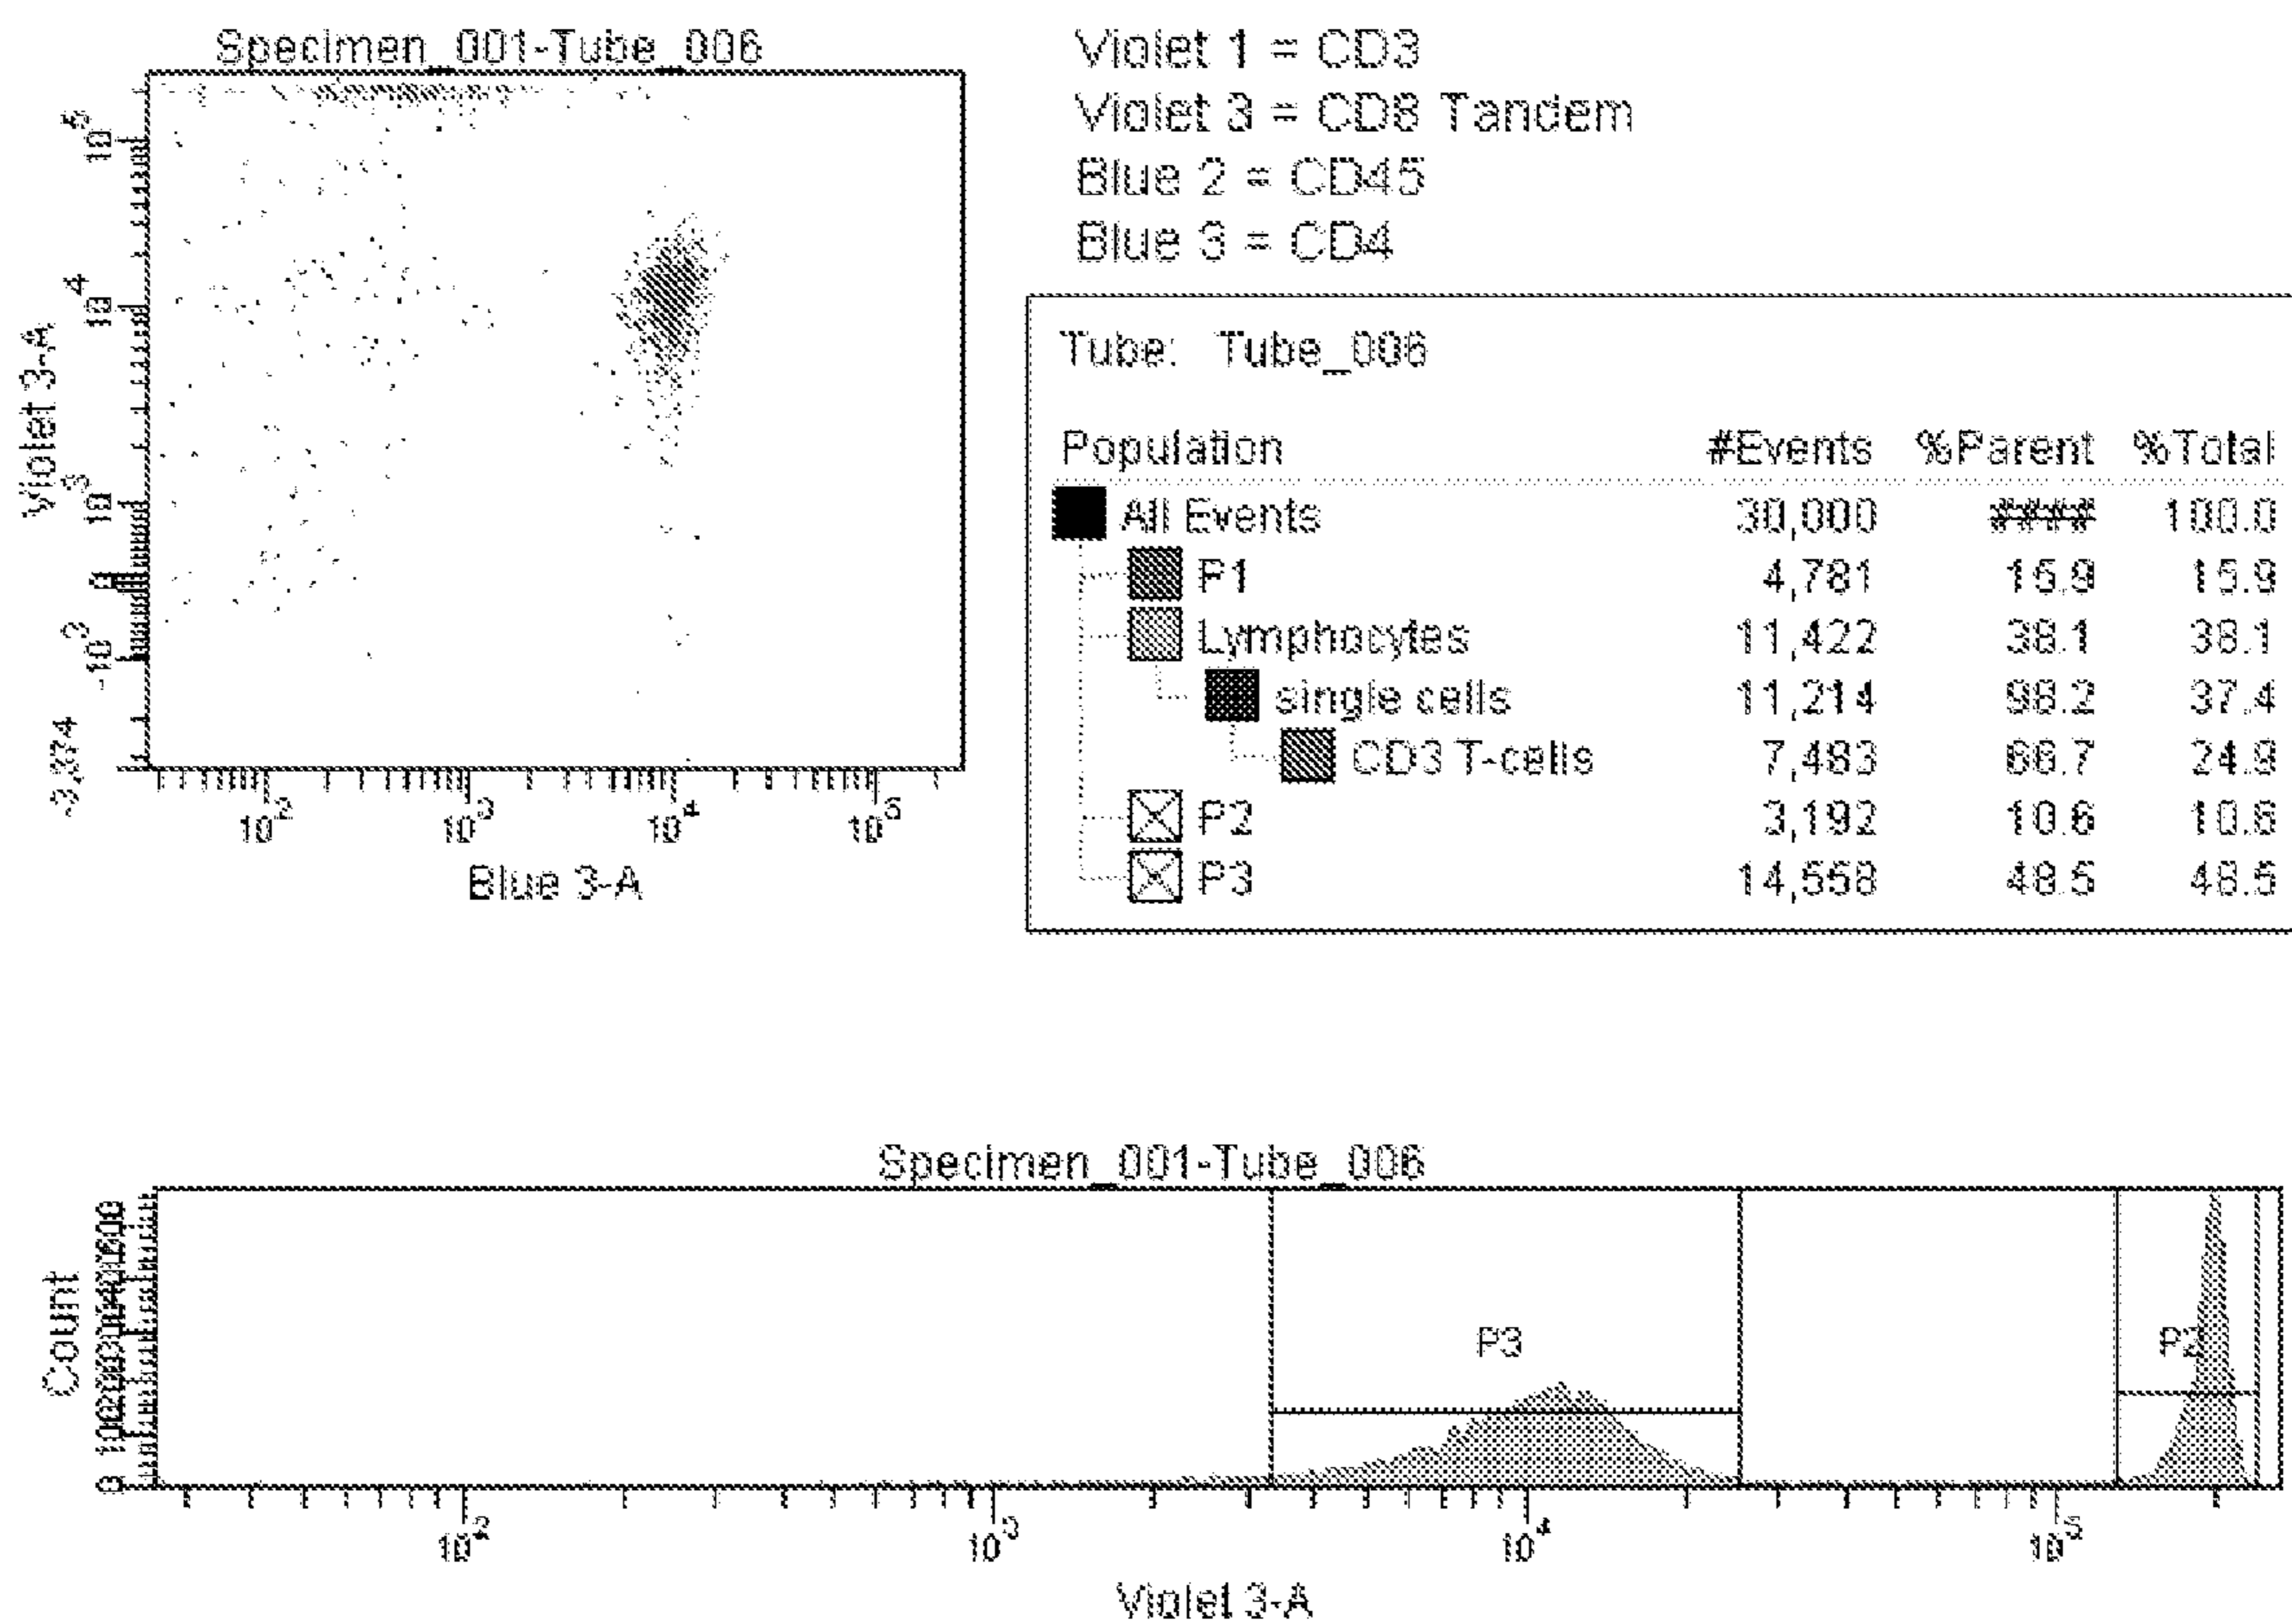 Specimen_001-Tube_006
10^5
10^4
10^3
0
-10^3
-3,374
Violet 3-A
10^2 10^3 10^4 10^5
Blue 3-A
Violet 1 = CD3
Violet 3 = CD8 Tandem
Blue 2 = CD45
Blue 3 = CD4
Tube: Tube_006
Population #Events %Parent %Total
All Events 30,000 #### 100.0
P1 4,781 15.9 15.9
Lymphocytes 11,422 38.1 38.1
single cells 11,214 98.2 37.4
CD3 T-cells 7,483 66.7 24.9
P2 3,192 10.6 10.6
P3 14,558 48.5 48.5
Specimen_001-Tube_006
Count
0 100 200 300 400 500
P3
P2
10^2 10^3 10^4 10^5
Violet 3-A